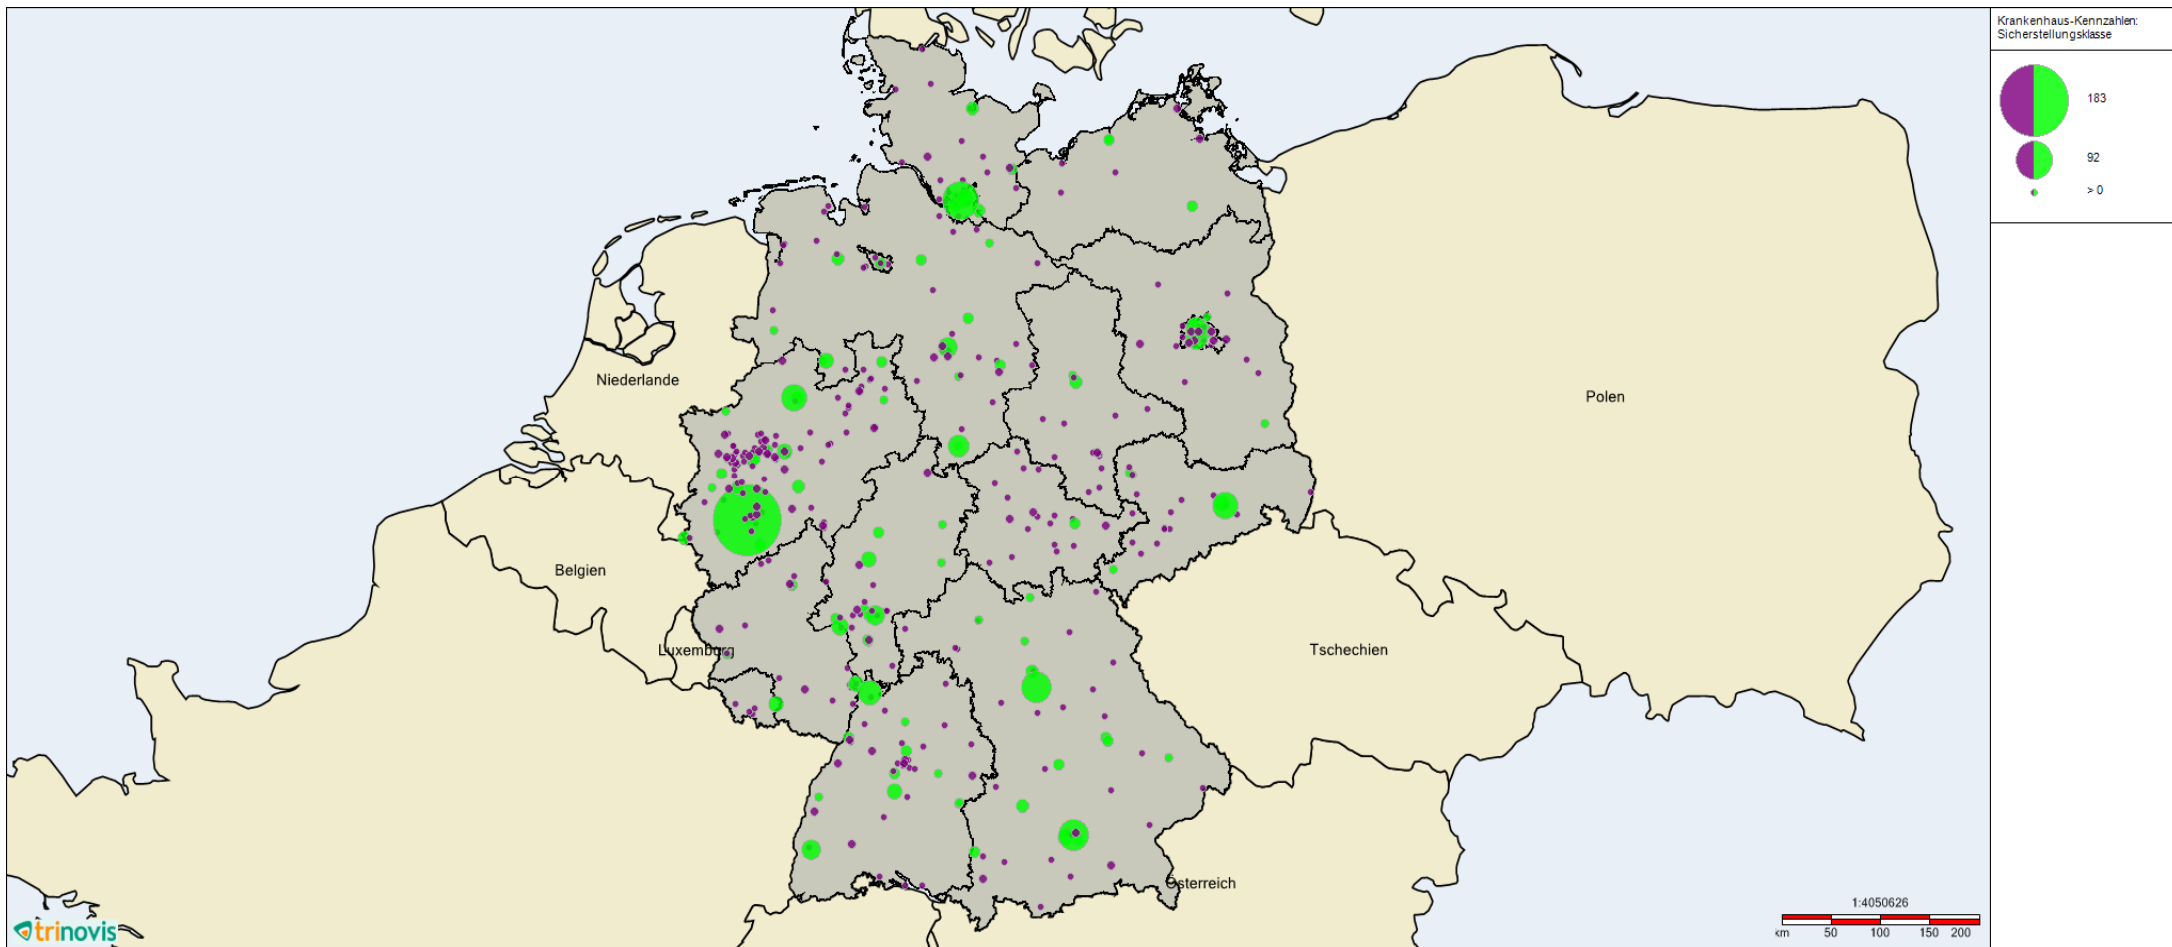 Krankenhaus-Kennzahlen:
Sicherstellungsklasse
183
92
> 0
Niederlande
Polen
Belgien
Luxemburg
Tschechien
Österreich
1:4050626
km 50 100 150 200
trinovis